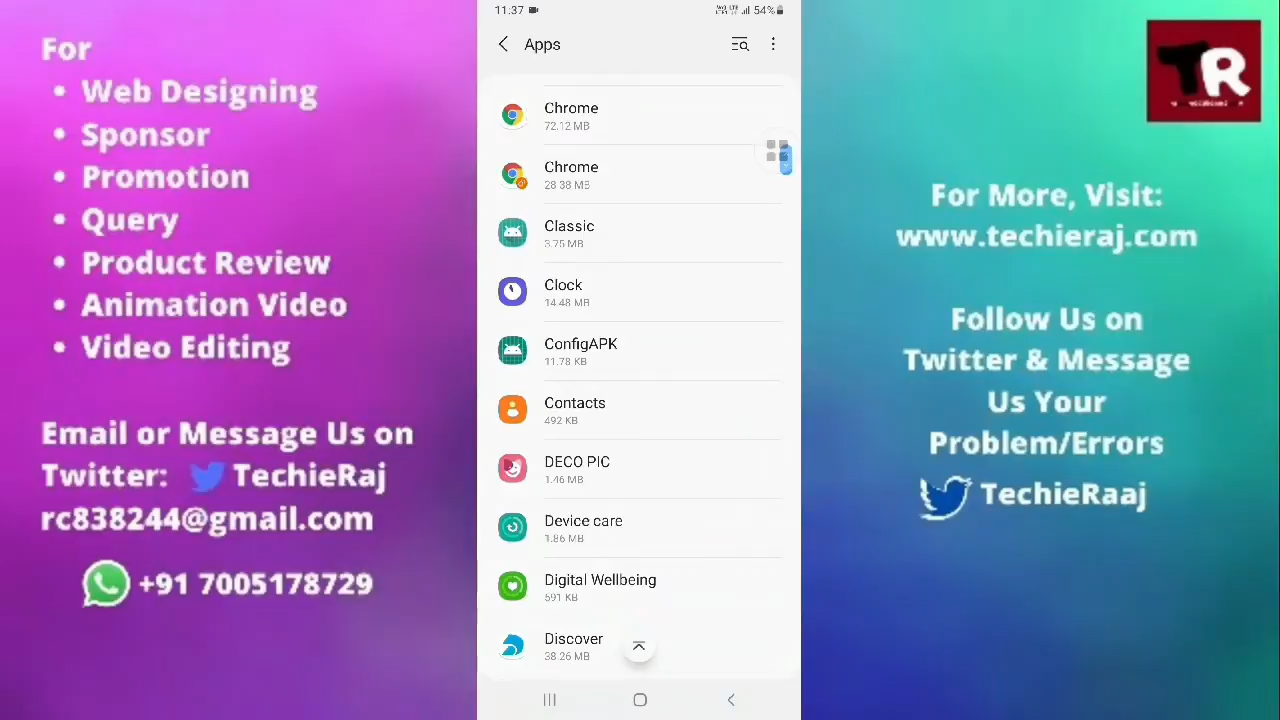 For
• Web Designing
• Sponsor
• Promotion
• Query
• Product Review
• Animation Video
• Video Editing
Email or Message Us on
Twitter: TechieRaj
rc838244@gmail.com
+91 7005178729
11:37
54%
Apps
Chrome
72.12 MB
Chrome
28.38 MB
Classic
3.75 MB
Clock
14.48 MB
ConfigAPK
11.78 KB
Contacts
492 KB
DECO PIC
1.46 MB
Device care
1.86 MB
Digital Wellbeing
591 KB
Discover
38.26 MB
TR
For More, Visit:
www.techieraj.com
Follow Us on
Twitter & Message
Us Your
Problem/Errors
TechieRaaj